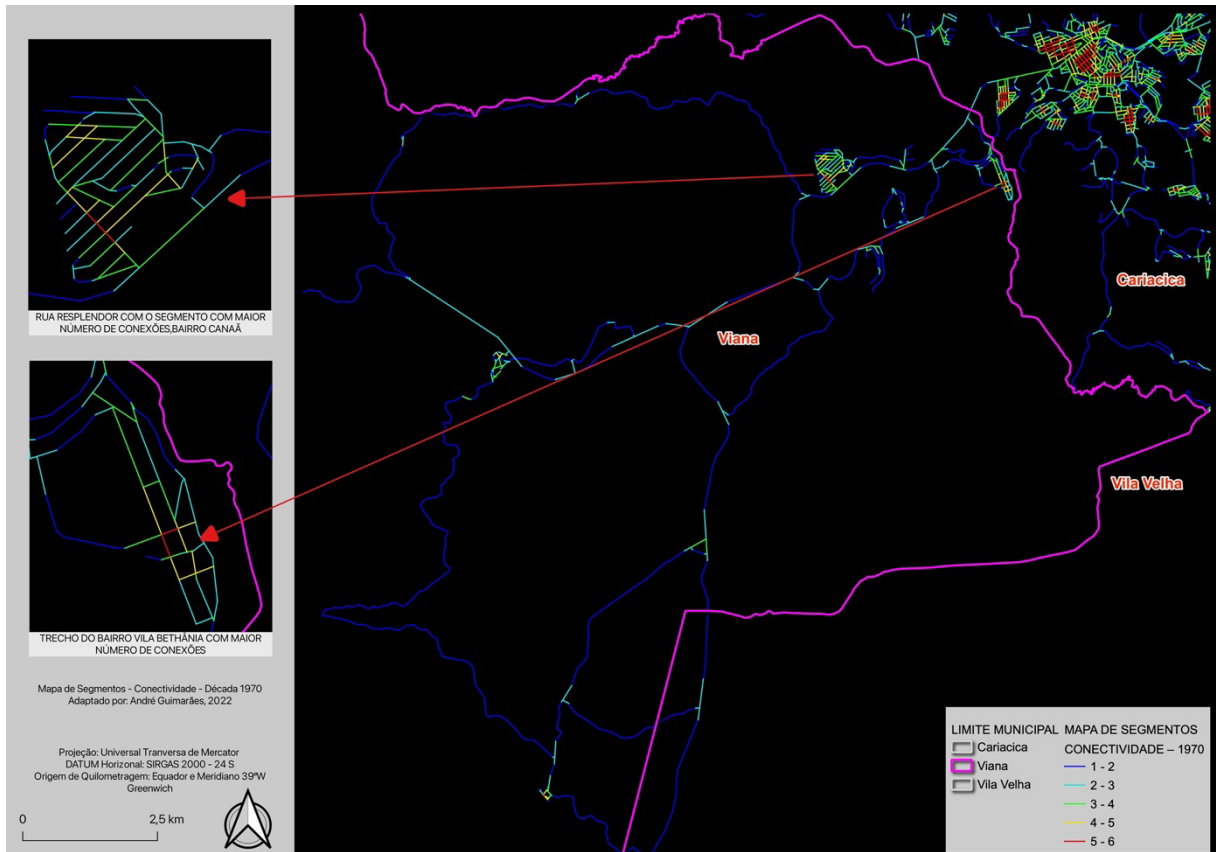 RUA RESPLENDOR COM O SEGMENTO COM MAIOR
NÚMERO DE CONEXÕES,BAIRRO CANAÃ
TRECHO DO BAIRRO VILA BETHÂNIA COM MAIOR
NÚMERO DE CONEXÕES
Mapa de Segmentos - Conectividade - Década 1970
Adaptado por: André Guimarães, 2022
Projeção: Universal Tranversa de Mercator
DATUM Horizonal: SIRGAS 2000 - 24 S
Origem de Quilometragem: Equador e Meridiano 39ºW
Greenwich
0 2,5 km
Cariacica
Viana
Vila Velha
LIMITE MUNICIPAL
Cariacica
Viana
Vila Velha
MAPA DE SEGMENTOS
CONECTIVIDADE – 1970
1 - 2
2 - 3
3 - 4
4 - 5
5 - 6